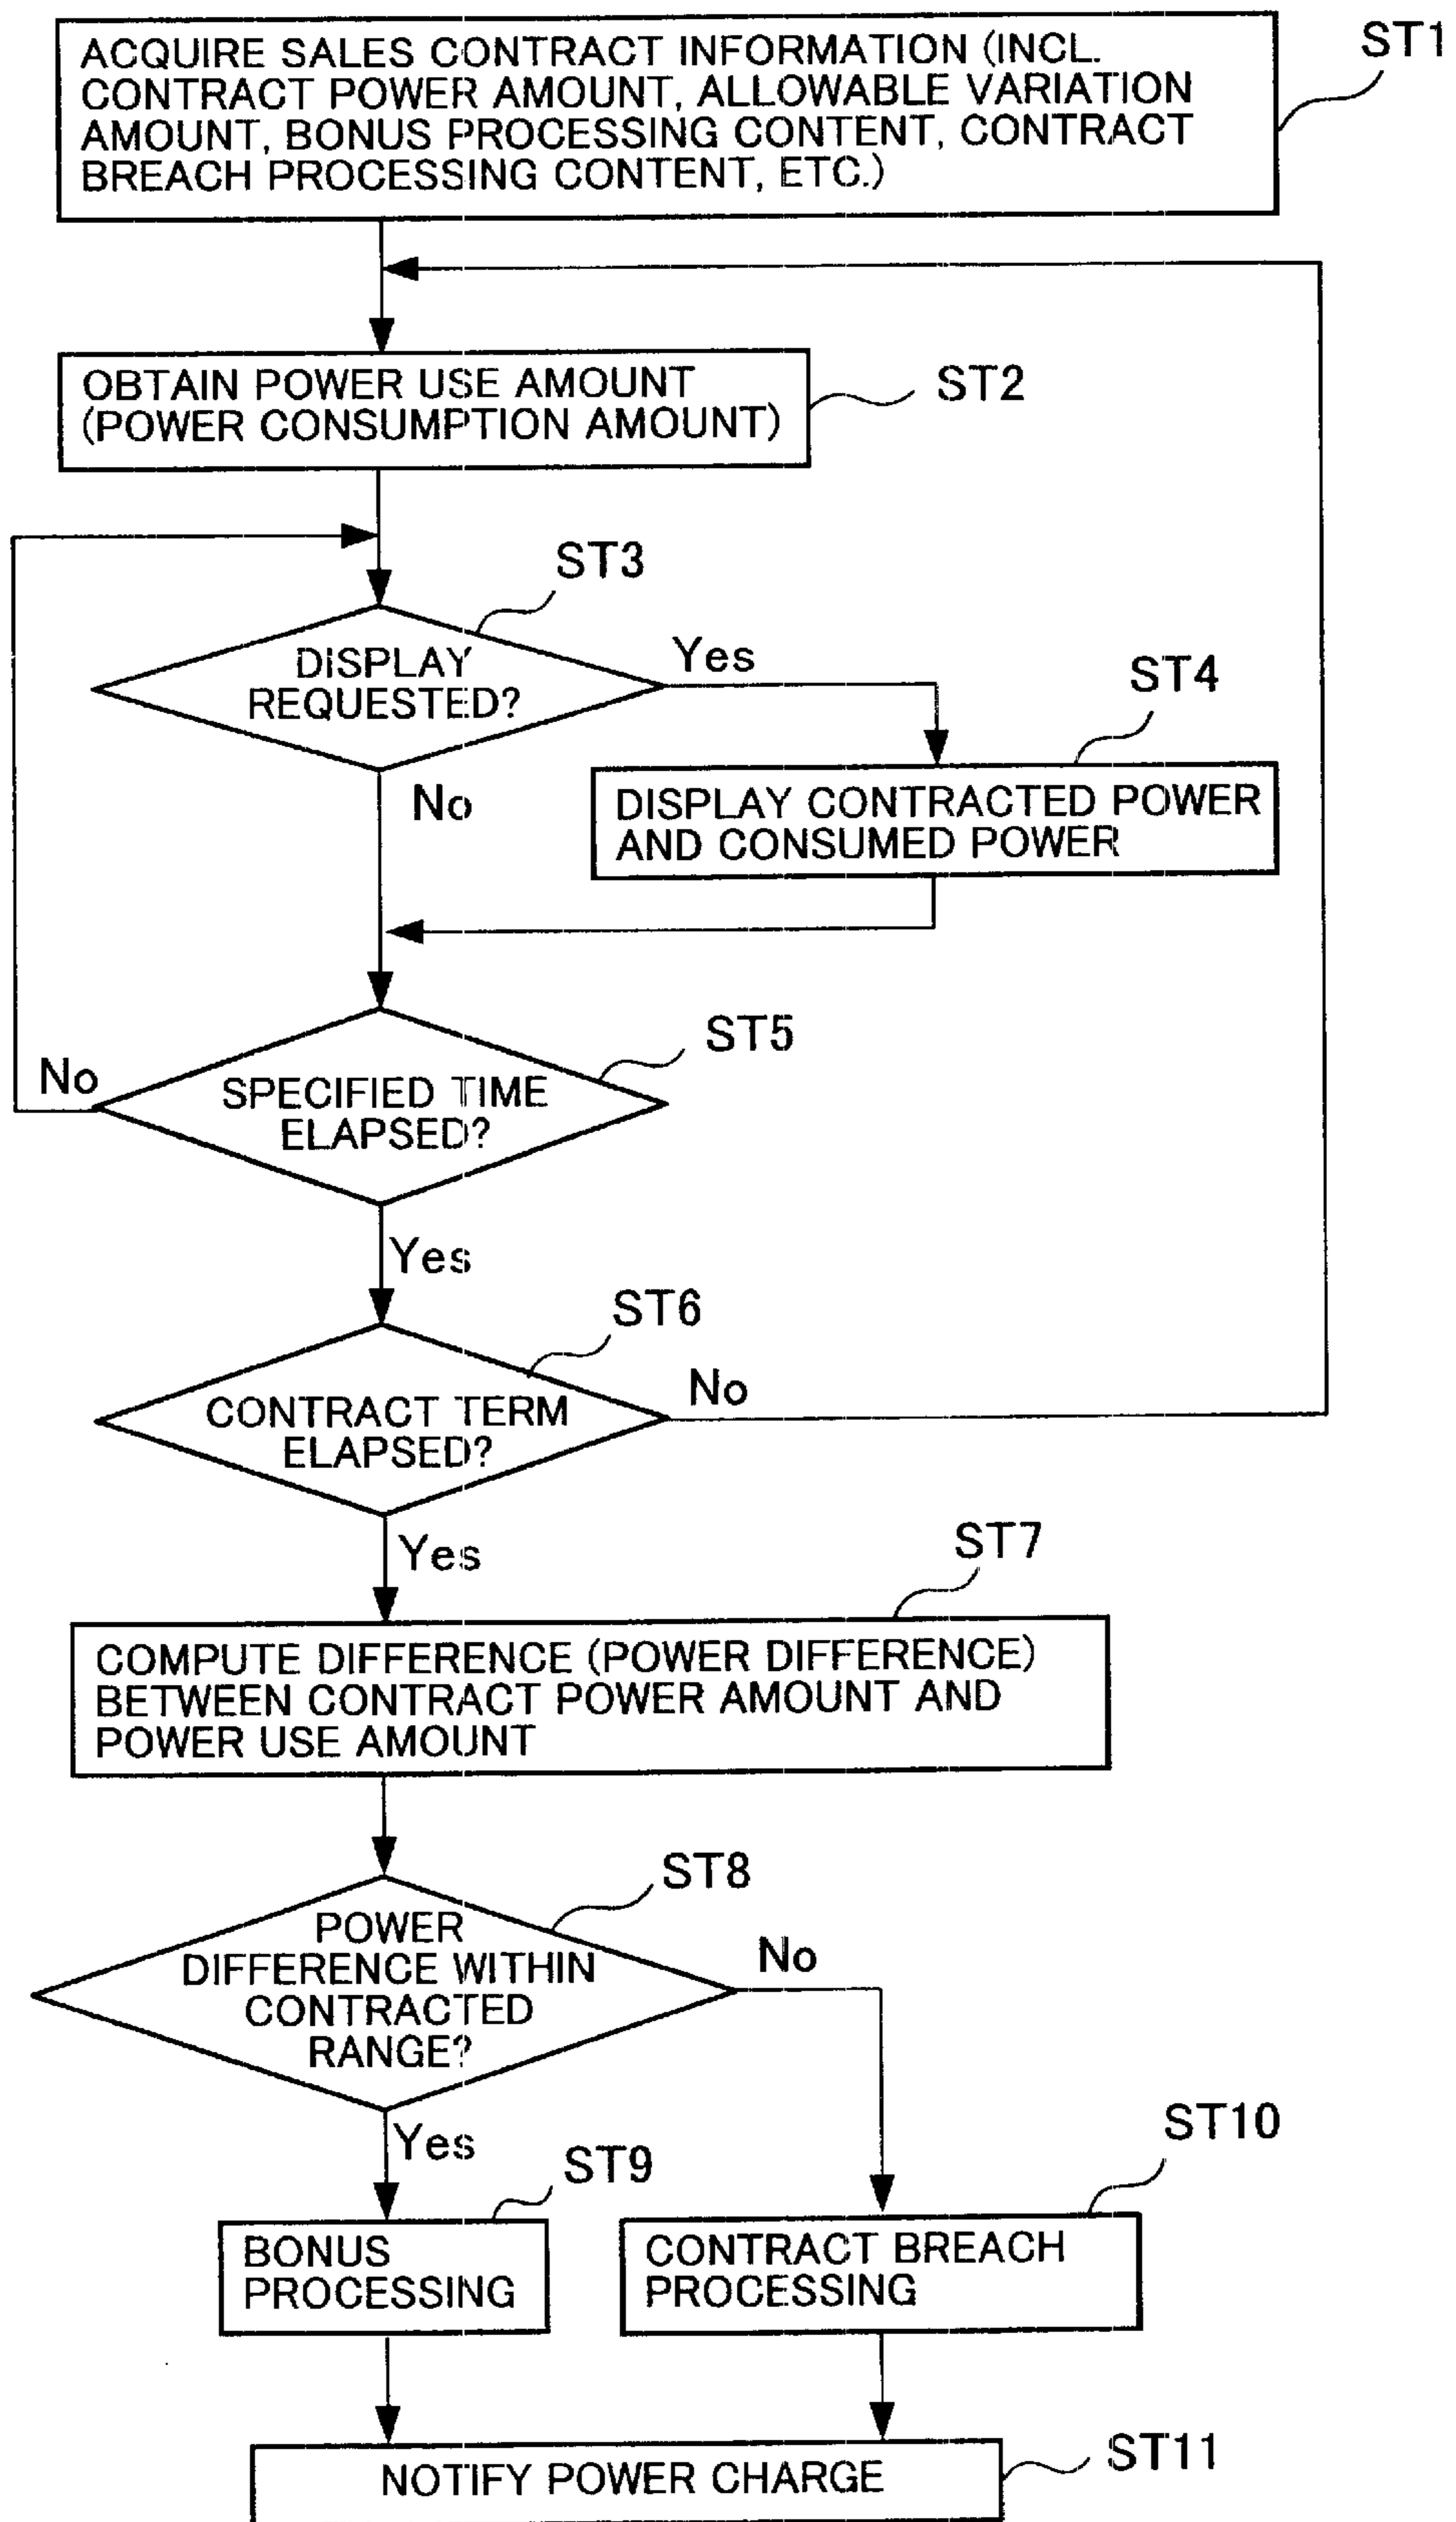 ACQUIRE SALES CONTRACT INFORMATION (INCL.
CONTRACT POWER AMOUNT, ALLOWABLE VARIATION
AMOUNT, BONUS PROCESSING CONTENT, CONTRACT
BREACH PROCESSING CONTENT, ETC.)
ST1
OBTAIN POWER USE AMOUNT
(POWER CONSUMPTION AMOUNT)
ST2
ST3
DISPLAY
REQUESTED?
Yes
No
ST4
DISPLAY CONTRACTED POWER
AND CONSUMED POWER
ST5
No
SPECIFIED TIME
ELAPSED?
Yes
ST6
CONTRACT TERM
ELAPSED?
No
Yes
ST7
COMPUTE DIFFERENCE (POWER DIFFERENCE)
BETWEEN CONTRACT POWER AMOUNT AND
POWER USE AMOUNT
ST8
POWER
DIFFERENCE WITHIN
CONTRACTED
RANGE?
No
Yes
ST9
BONUS
PROCESSING
ST10
CONTRACT BREACH
PROCESSING
NOTIFY POWER CHARGE
ST11